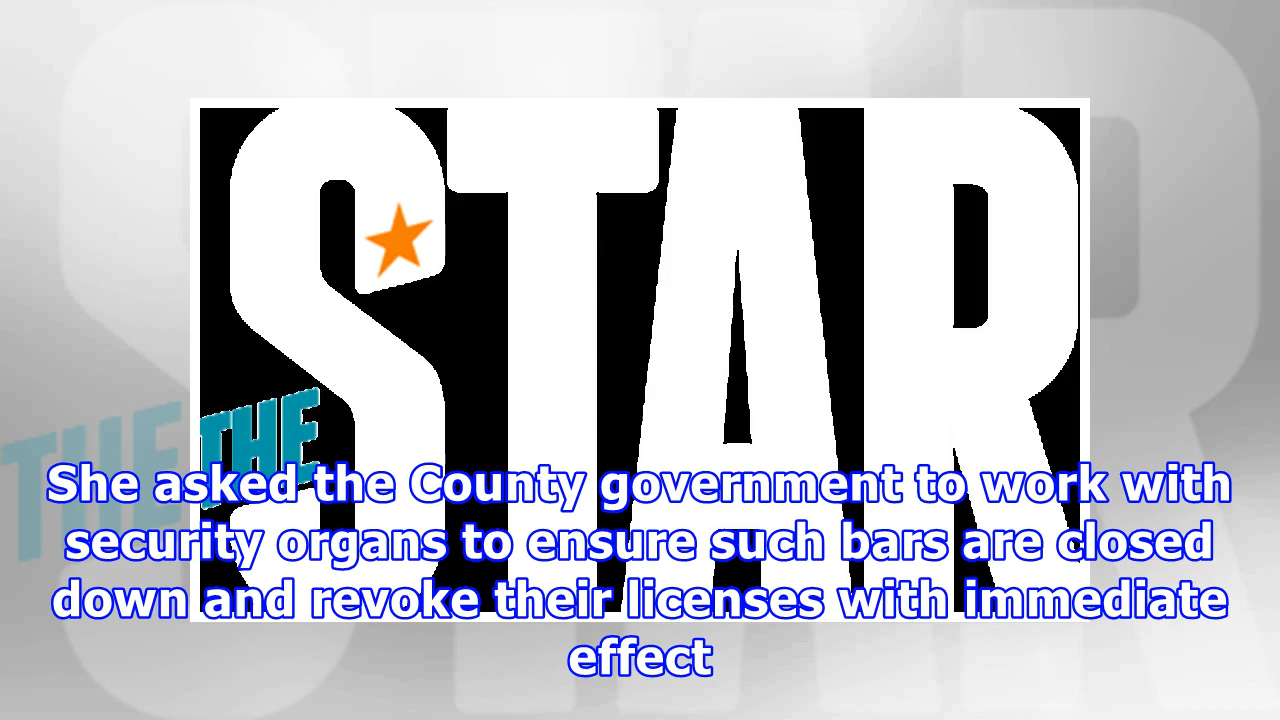 STAR
THE THE
She asked the County government to work with
security organs to ensure such bars are closed
down and revoke their licenses with immediate
effect